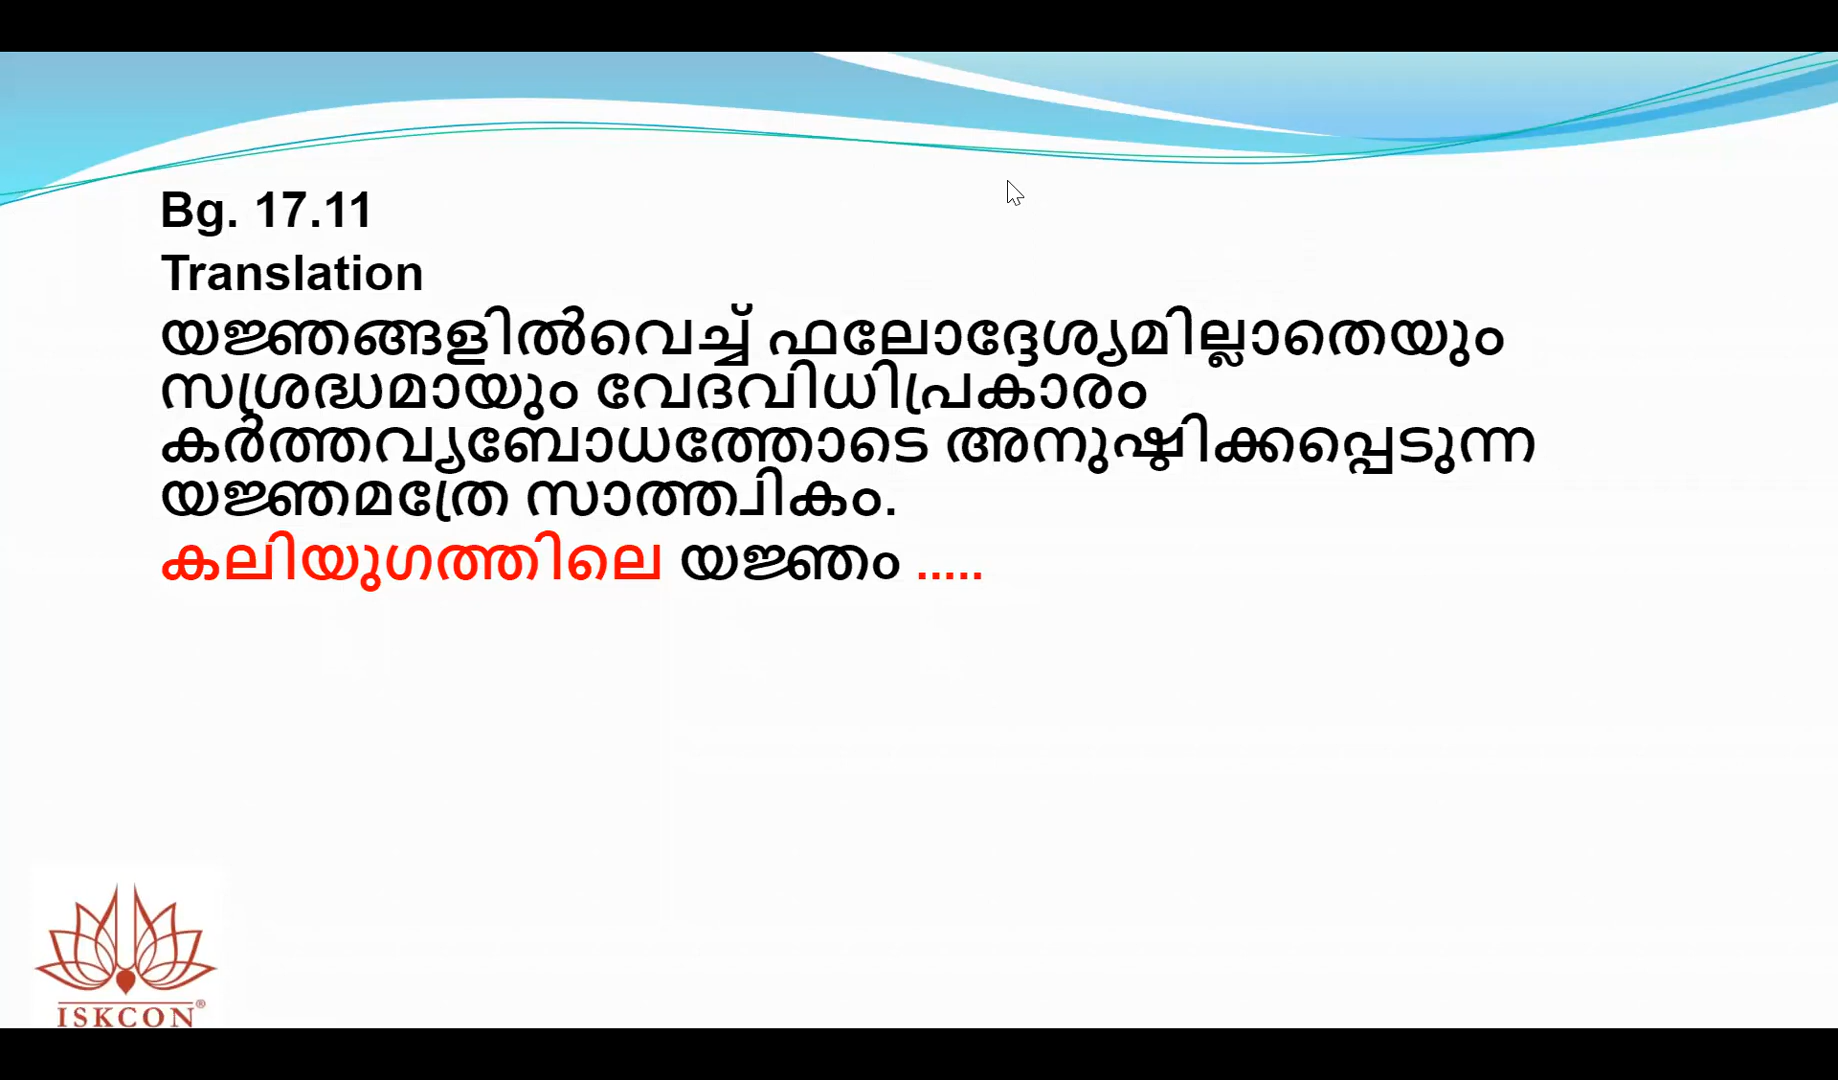 Bg. 17.11
Translation
യജ്ഞങ്ങളിൽവെച്ച് ഫലോദ്ദേശ്യമില്ലാതെയും
സശ്രദ്ധമായും വേദവിധിപ്രകാരം
കർത്തവ്യബോധത്തോടെ അനുഷ്ഠിക്കപ്പെടുന്ന
യജ്ഞമത്രേ സാത്ത്വികം.
കലിയുഗത്തിലെ യജ്ഞം .....
ISKCON®